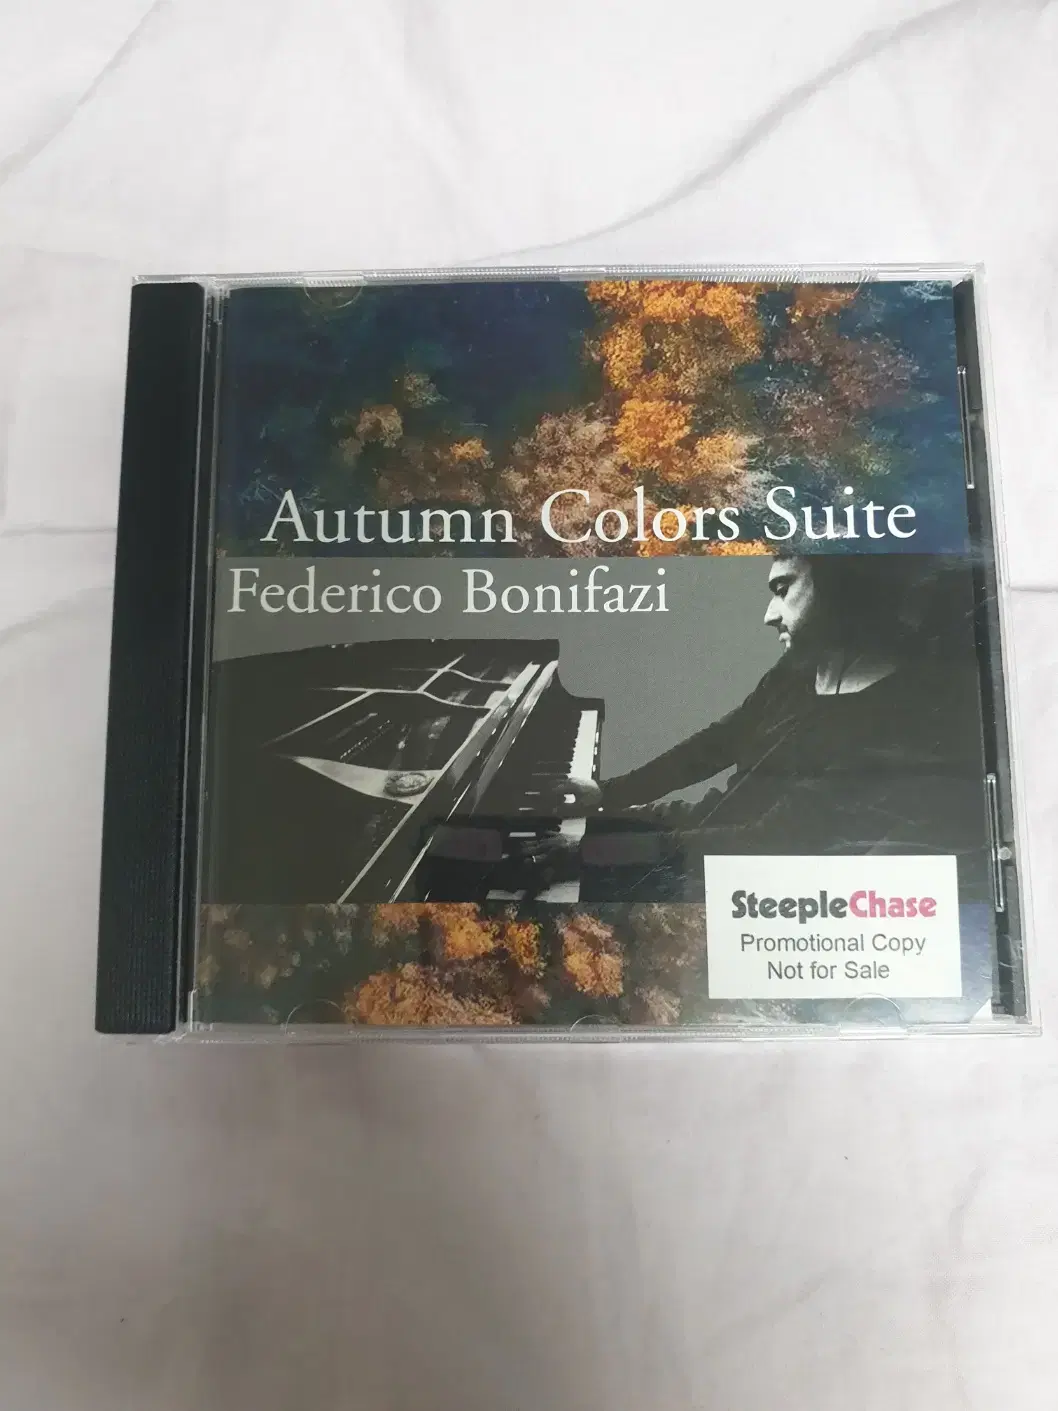 Autumn Colors Suite
Federico Bonifazi
SteepleChase
Promotional Copy
Not for Sale